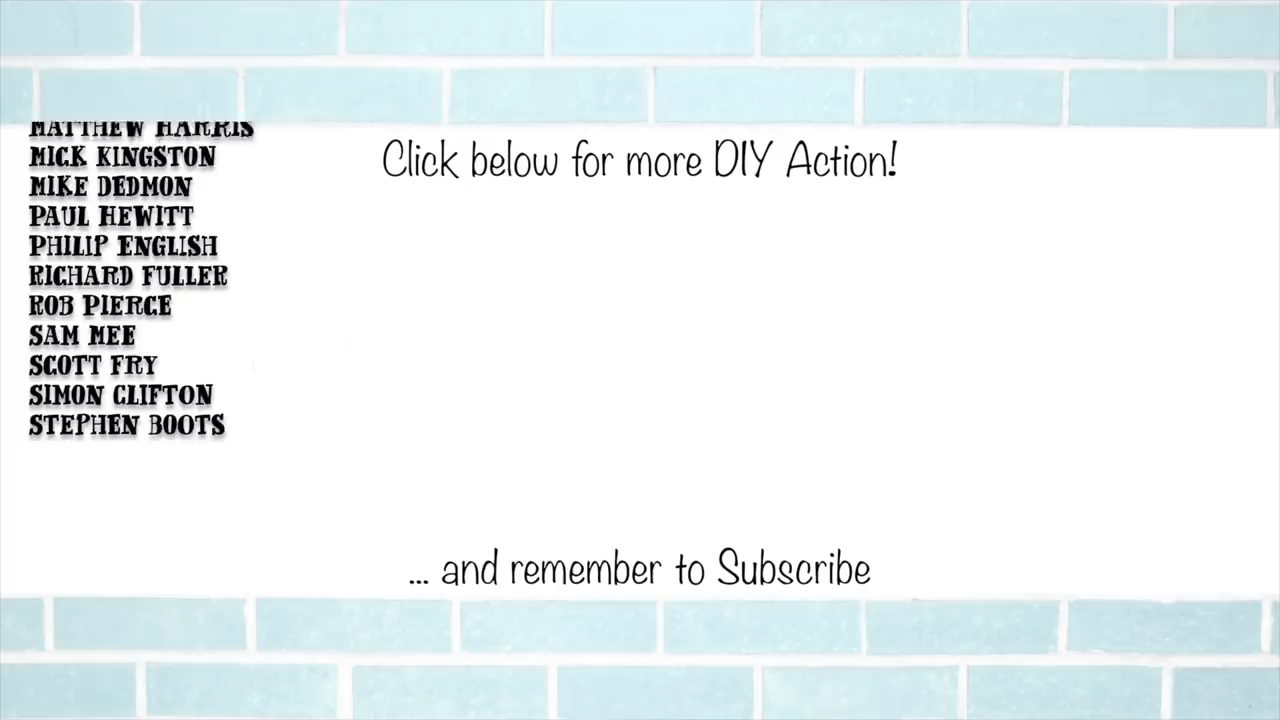 MATTHEW HARRIS
MICK KINGSTON
MIKE DEDMON
PAUL HEWITT
PHILIP ENGLISH
RICHARD FULLER
ROB PIERCE
SAM MEE
SCOTT FRY
SIMON CLIFTON
STEPHEN BOOTS
Click below for more DIY Action!
... and remember to Subscribe